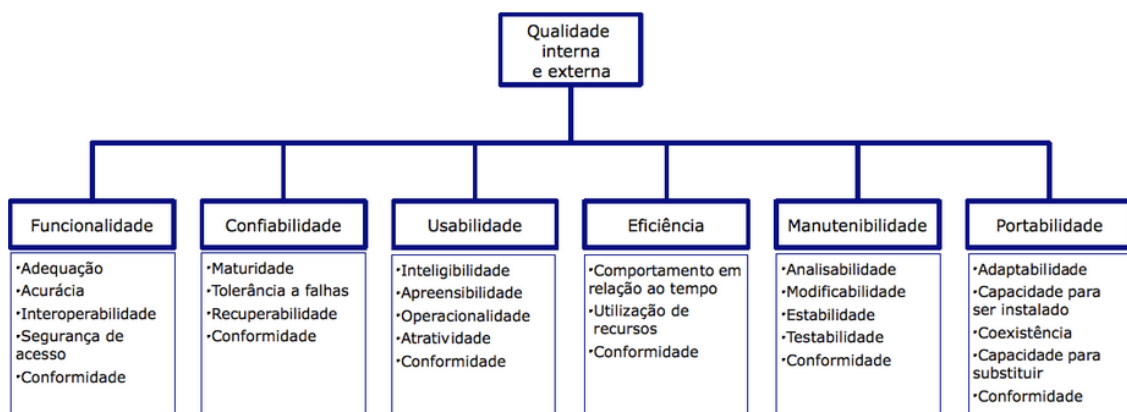 Qualidade
interna
e externa
Funcionalidade
•Adequação
•Acurácia
•Interoperabilidade
•Segurança de
acesso
•Conformidade
Confiabilidade
•Maturidade
•Tolerância a falhas
•Recuperabilidade
•Conformidade
Usabilidade
•Inteligibilidade
•Apreensibilidade
•Operacionalidade
•Atratividade
•Conformidade
Eficiência
•Comportamento em
relação ao tempo
•Utilização de
recursos
•Conformidade
Manutenibilidade
•Analisabilidade
•Modificabilidade
•Estabilidade
•Testabilidade
•Conformidade
Portabilidade
•Adaptabilidade
•Capacidade para
ser instalado
•Coexistência
•Capacidade para
substituir
•Conformidade